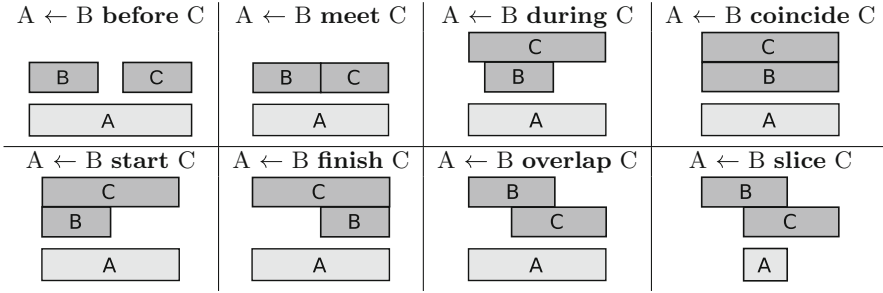 A ← B before C
B C
A
A ← B meet C
B C
A
A ← B during C
C
B
A
A ← B coincide C
C
B
A
A ← B start C
C
B
A
A ← B finish C
C
B
A
A ← B overlap C
B
C
A
A ← B slice C
B
C
A